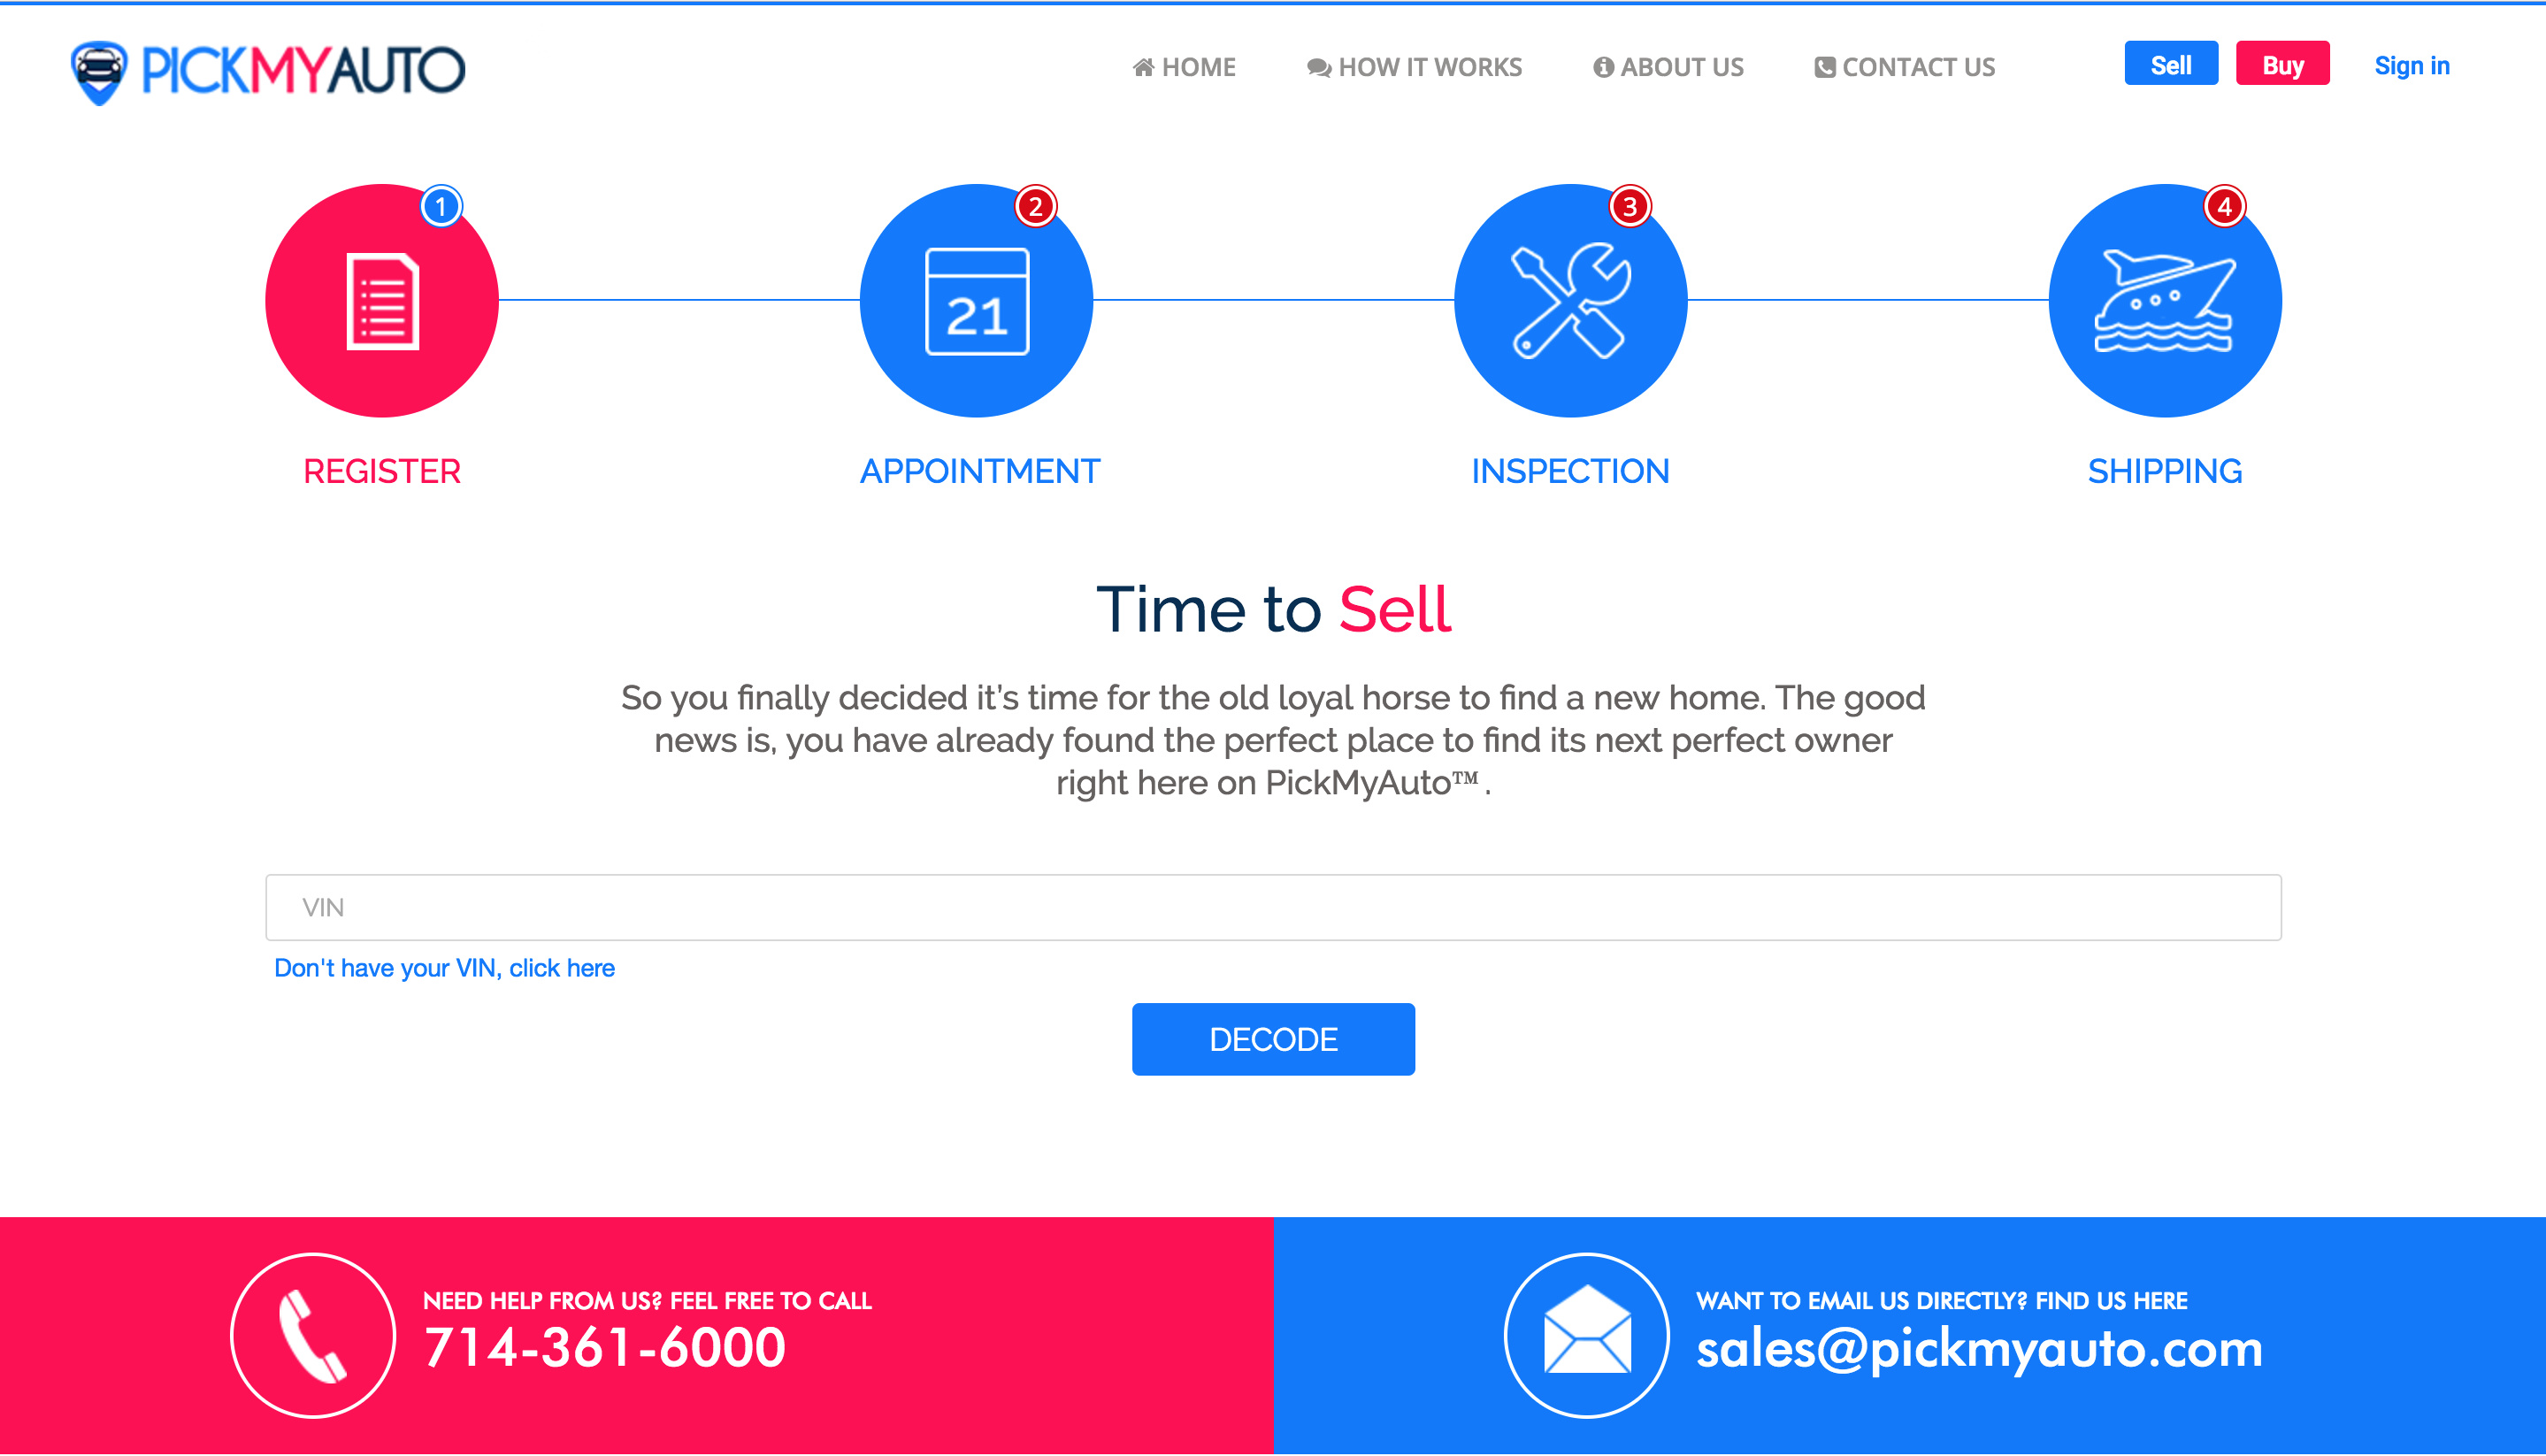 PICKMYAUTO
HOME
HOW IT WORKS
ABOUT US
CONTACT US
Sell
Buy
Sign in
1
2
21
3
4
REGISTER
APPOINTMENT
INSPECTION
SHIPPING
Time to Sell
So you finally decided it’s time for the old loyal horse to find a new home. The good
news is, you have already found the perfect place to find its next perfect owner
right here on PickMyAuto™ .
VIN
Don't have your VIN, click here
DECODE
NEED HELP FROM US? FEEL FREE TO CALL
714-361-6000
WANT TO EMAIL US DIRECTLY? FIND US HERE
sales@pickmyauto.com